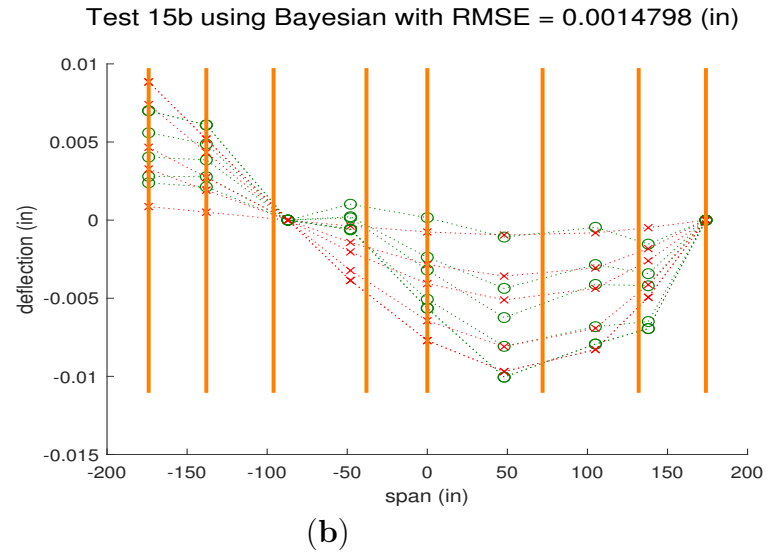 Test 15b using Bayesian with RMSE = 0.0014798 (in)
0.01
0.005
0
-0.005
-0.01
-0.015
deflection (in)
-200 -150 -100 -50 0 50 100 150 200
span (in)
(b)